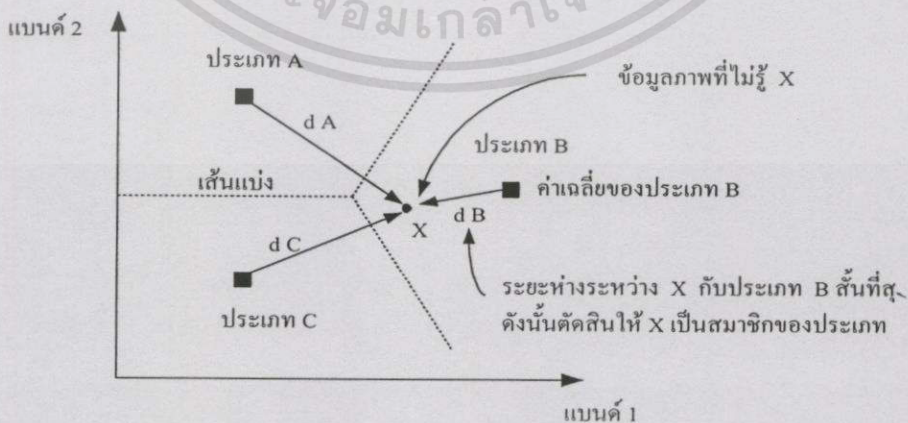 แบนด์ 2
ประเภท A
ข้อมูลภาพที่ไม่รู้ X
d A
ประเภท B
เส้นแบ่ง
ค่าเฉลี่ยของประเภท B
d B
X
d C
ระยะห่างระหว่าง X กับประเภท B สั้นที่สุ
ประเภท C
ดังนั้นตัดสินให้ X เป็นสมาชิกของประเภท
แบนด์ 1